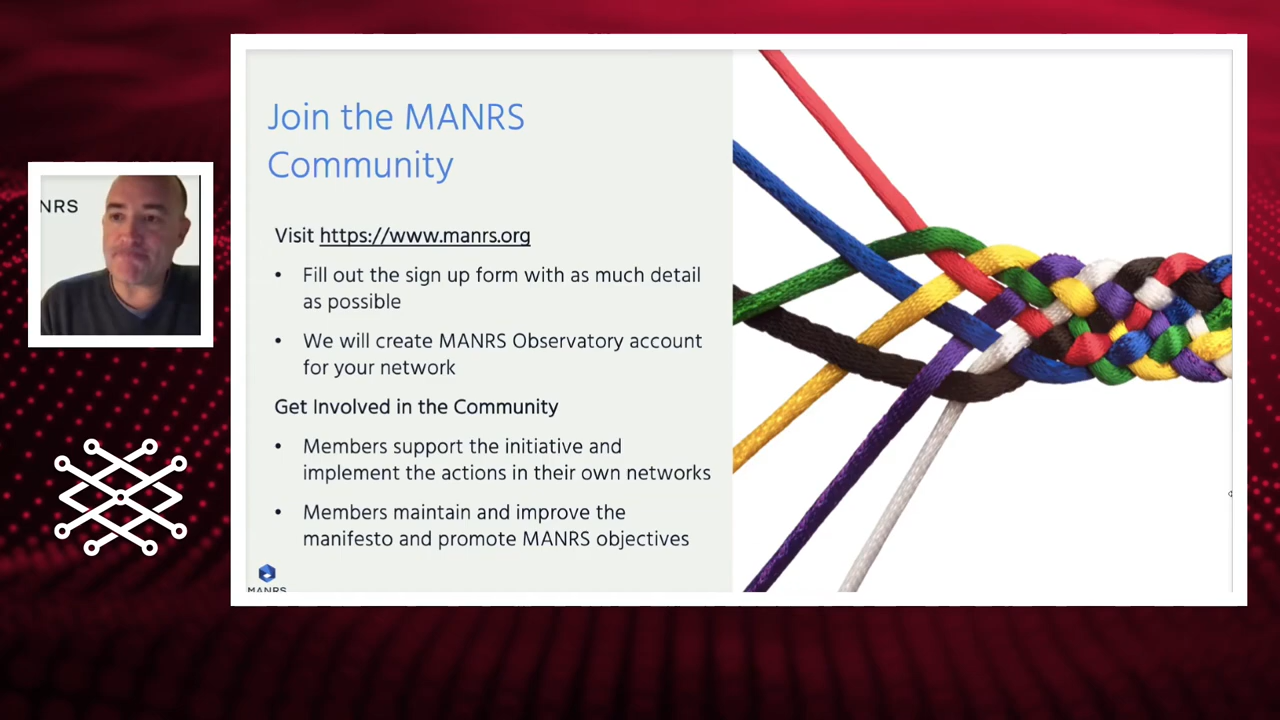 Join the MANRS
Community
Visit https://www.manrs.org
• Fill out the sign up form with as much detail
as possible
• We will create MANRS Observatory account
for your network
Get Involved in the Community
• Members support the initiative and
implement the actions in their own networks
• Members maintain and improve the
manifesto and promote MANRS objectives
MANRS
NRS